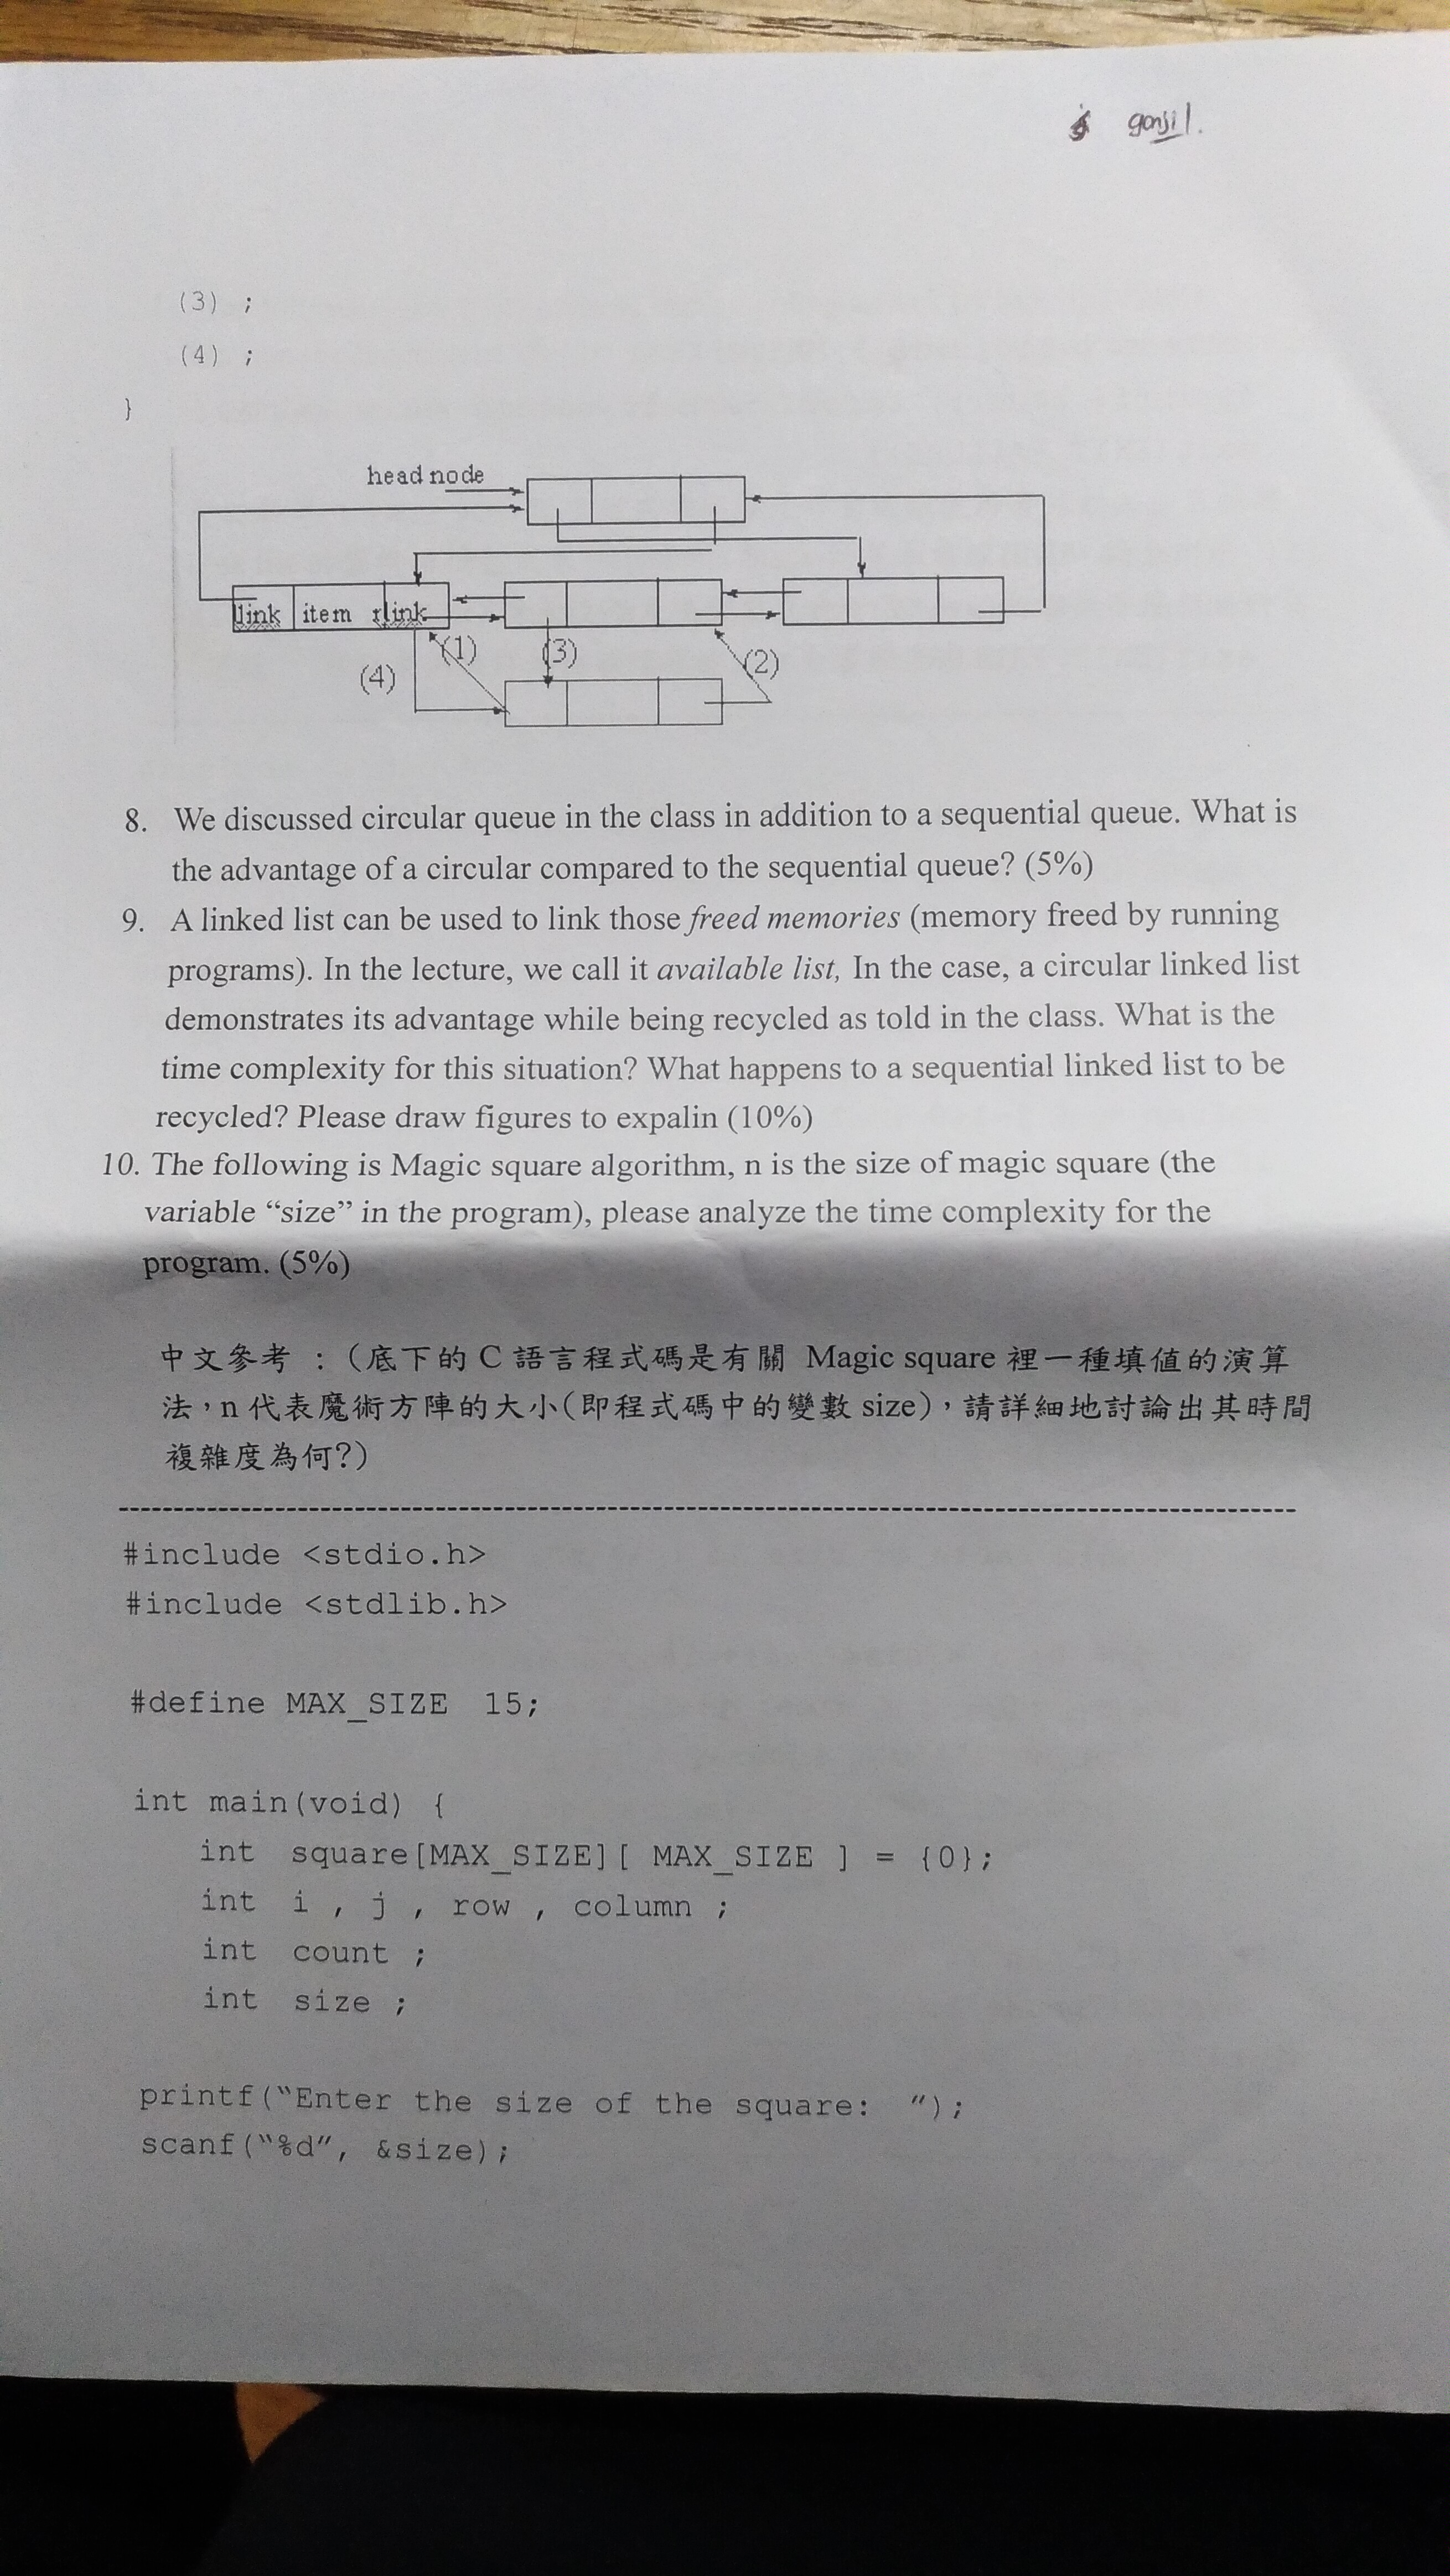 gonjil.
(3) ;
(4) ;
}
head node
llink item rlink
(1)
(3)
(2)
(4)
8. We discussed circular queue in the class in addition to a sequential queue. What is
the advantage of a circular compared to the sequential queue? (5%)
9. A linked list can be used to link those freed memories (memory freed by running
programs). In the lecture, we call it available list, In the case, a circular linked list
demonstrates its advantage while being recycled as told in the class. What is the
time complexity for this situation? What happens to a sequential linked list to be
recycled? Please draw figures to expalin (10%)
10. The following is Magic square algorithm, n is the size of magic square (the
variable “size” in the program), please analyze the time complexity for the
program. (5%)
中文參考 :(底下的 C 語言程式碼是有關 Magic square 裡一種填值的演算
法,n 代表魔術方陣的大小(即程式碼中的變數 size),請詳細地討論出其時間
複雜度為何?)
#include <stdio.h>
#include <stdlib.h>
#define MAX_SIZE 15;
int main(void) {
int square[MAX_SIZE][ MAX_SIZE ] = {0};
int i , j , row , column ;
int count ;
int size ;
printf(“Enter the size of the square: ”);
scanf(“%d”, &size);